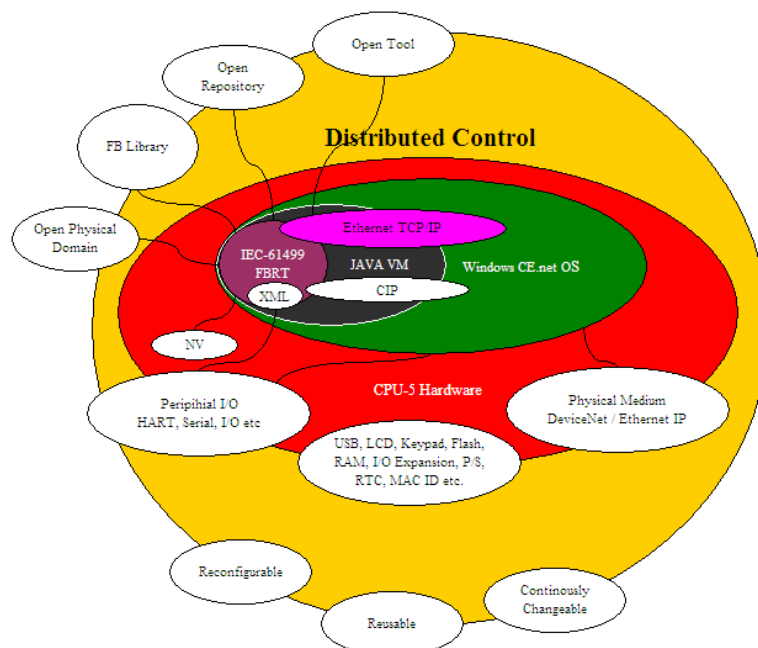 Open Tool
Open
Repository
Distributed Control
FB Library
Open Physical
Domain
Ethernet TCP IP
IEC-61499
FBRT
JAVA VM
Windows CE.net OS
XML
CIP
NV
CPU-5 Hardware
Peripihial I/O
HART, Serial, I/O etc
Physical Medium
DeviceNet / Ethernet IP
USB, LCD, Keypad, Flash,
RAM, I/O Expansion, P/S,
RTC, MAC ID etc.
Reconfigurable
Continously
Changeable
Reusable